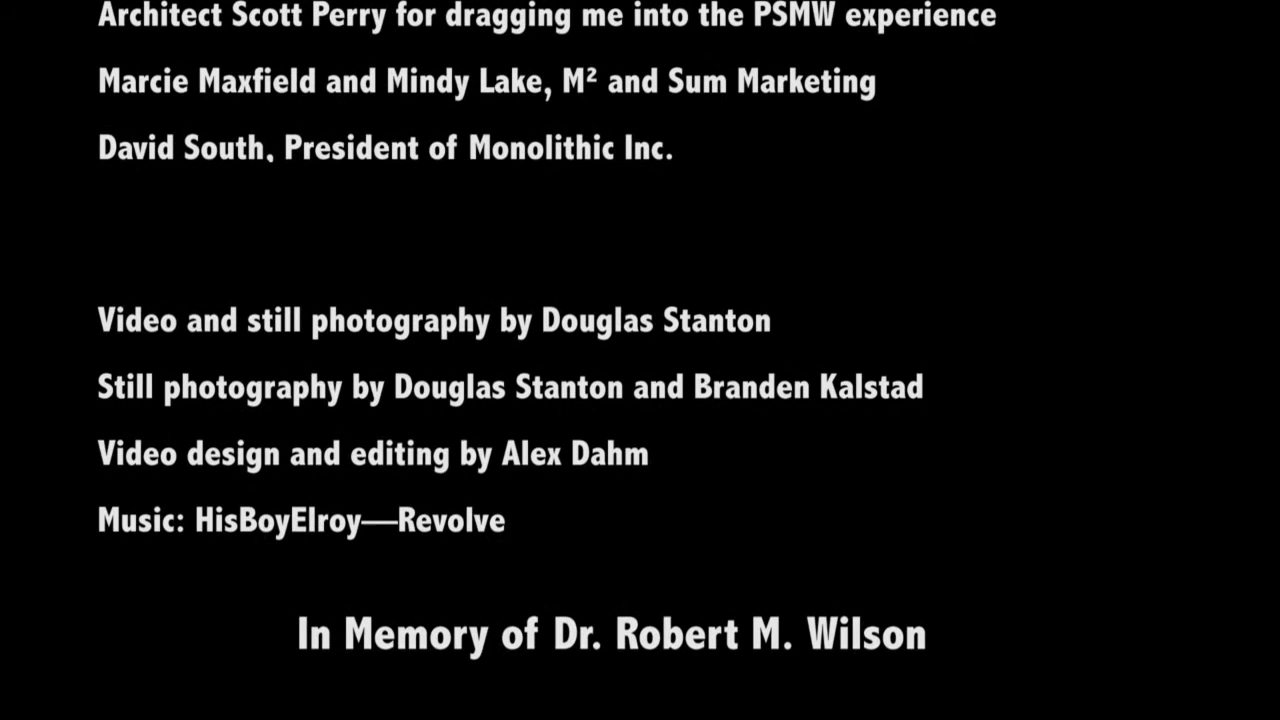 Architect Scott Perry for dragging me into the PSMW experience
Marcie Maxfield and Mindy Lake, M² and Sum Marketing
David South, President of Monolithic Inc.
Video and still photography by Douglas Stanton
Still photography by Douglas Stanton and Branden Kalstad
Video design and editing by Alex Dahm
Music: HisBoyElroy—Revolve
In Memory of Dr. Robert M. Wilson